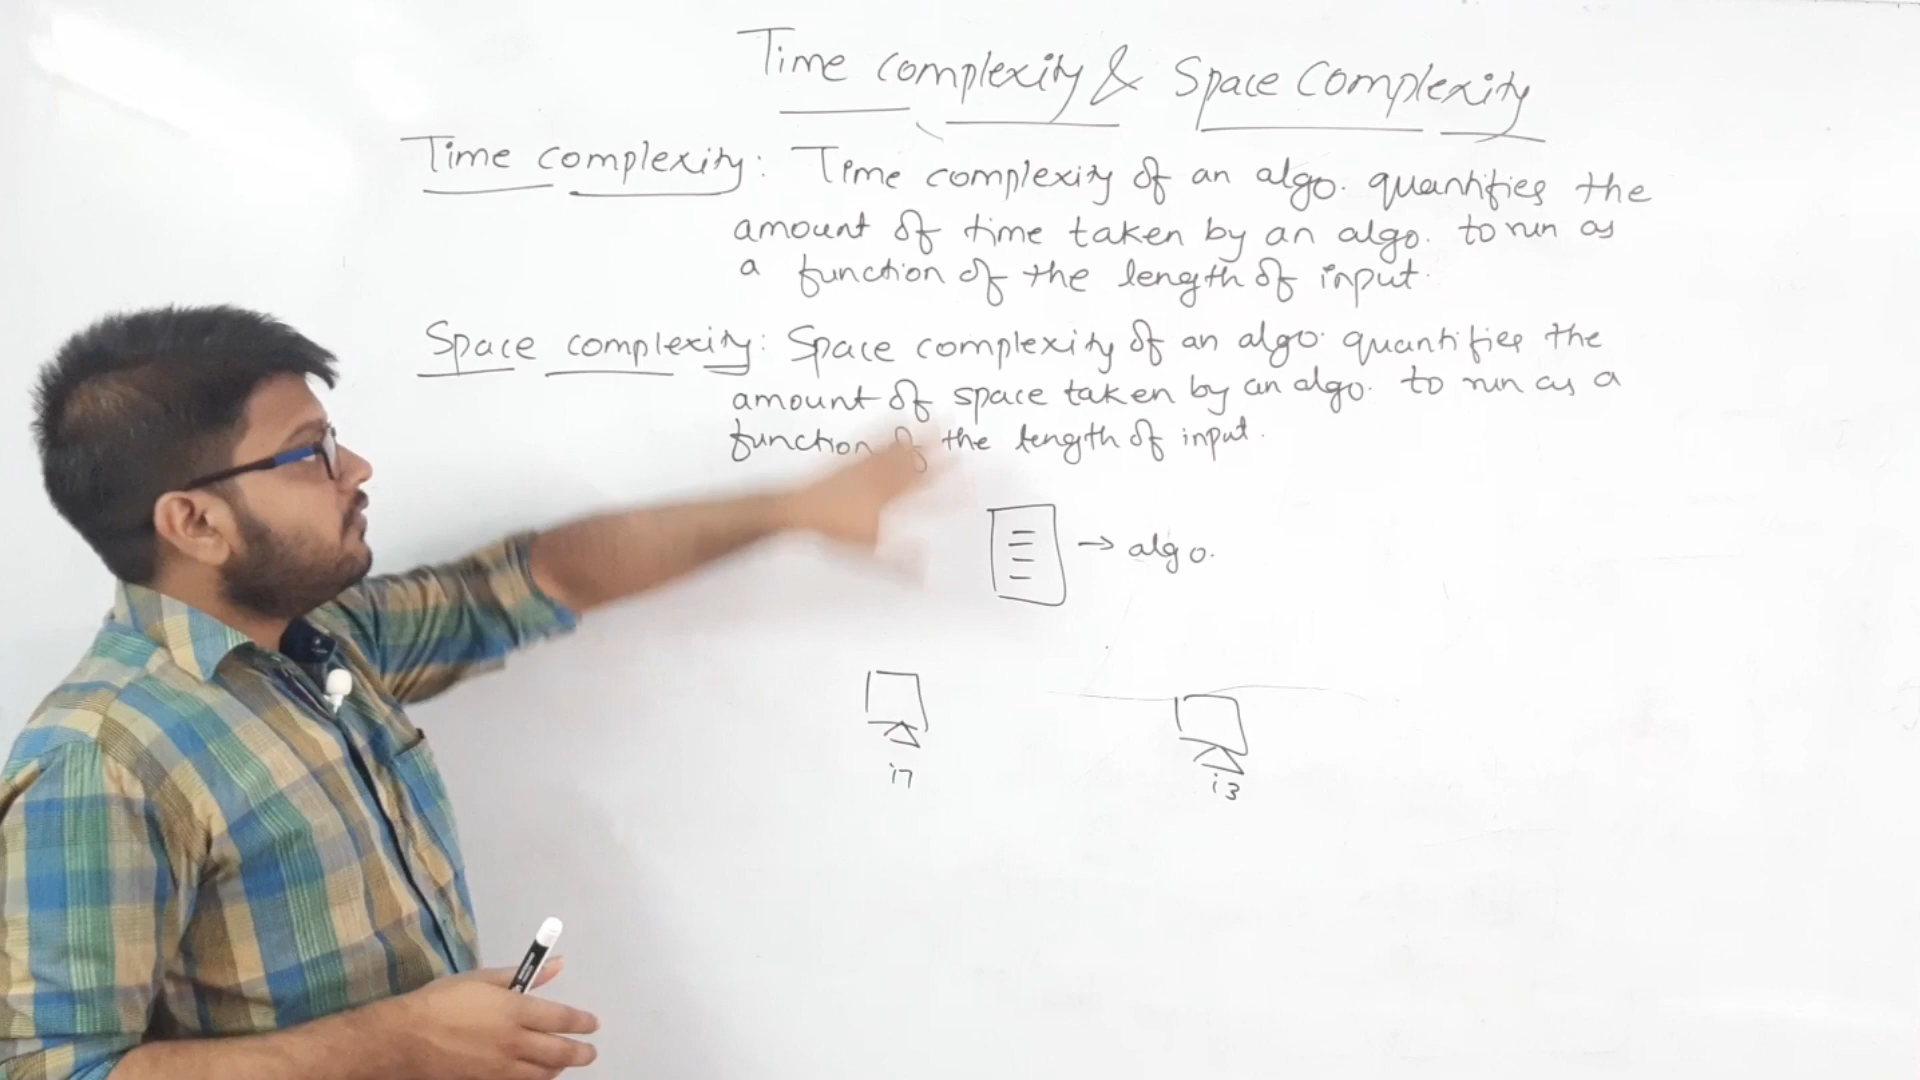 Time complexity & Space Complexity
Time complexity: Time complexity of an algo. quantifies the
amount of time taken by an algo. to run as
a function of the length of input.
Space complexity: Space complexity of an algo. quantifies the
amount of space taken by an algo. to run as a
function of the length of input.
→ algo.
i7
i3